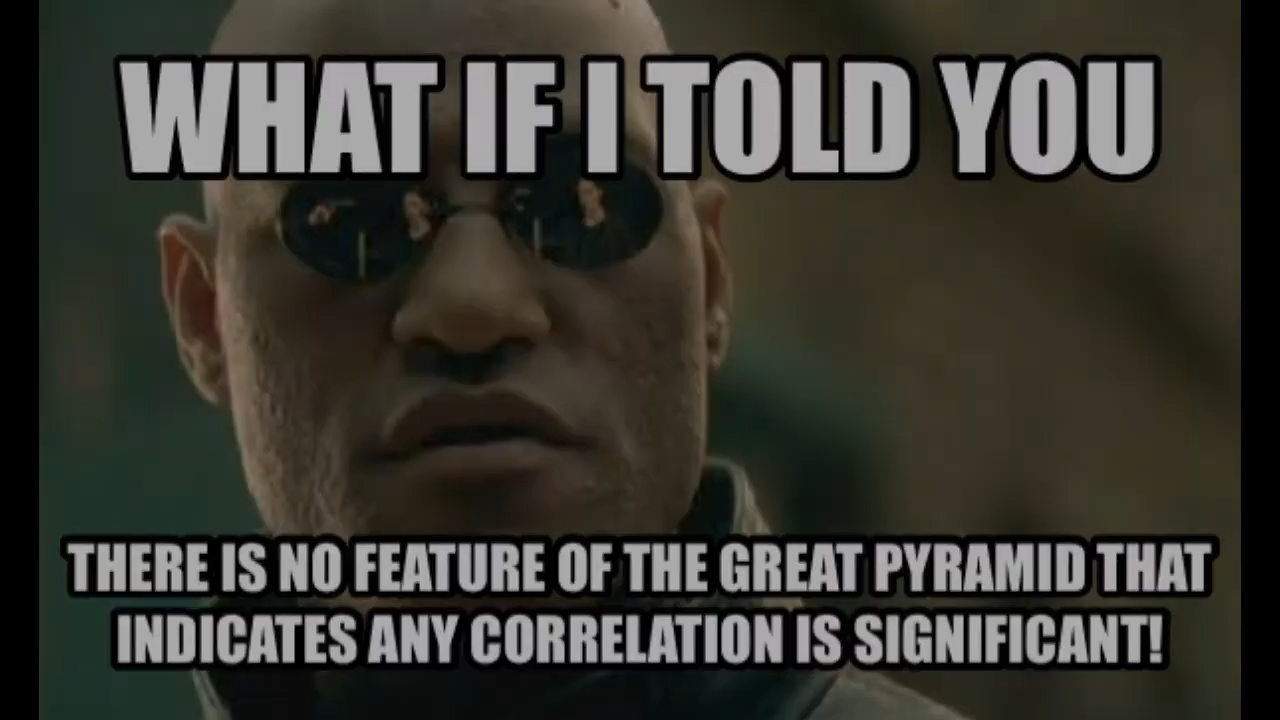 WHAT IF I TOLD YOU
THERE IS NO FEATURE OF THE GREAT PYRAMID THAT
INDICATES ANY CORRELATION IS SIGNIFICANT!